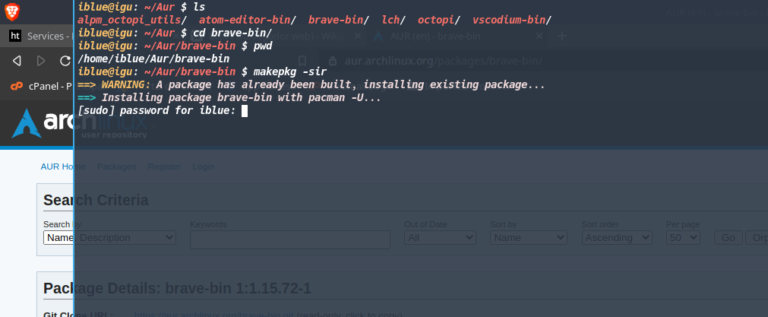 iblue@igu: ~/Aur $ ls
alpm_octopi_utils/ atom-editor-bin/ brave-bin/ lch/ octopi/ vscodium-bin/
iblue@igu: ~/Aur $ cd brave-bin/
ht Services -
iblue@igu: ~/Aur/brave-bin $ pwd
AUR (en) - brave-bin
/home/iblue/Aur/brave-bin
aur.archlinux.org/packages/brave-bin/
iblue@igu: ~/Aur/brave-bin $ makepkg -sir
cPanel - P
==> WARNING: A package has already been built, installing existing package...
==> Installing package brave-bin with pacman -U...
[sudo] password for iblue:
archlinux
user repository
AUR Home Packages Register Login
Search Criteria
Search by Keywords Out of Date Sort by Sort order Per page
Name, Description All Name Ascending 50 Go
Package Details: brave-bin 1:1.15.72-1
Git Clone URL: